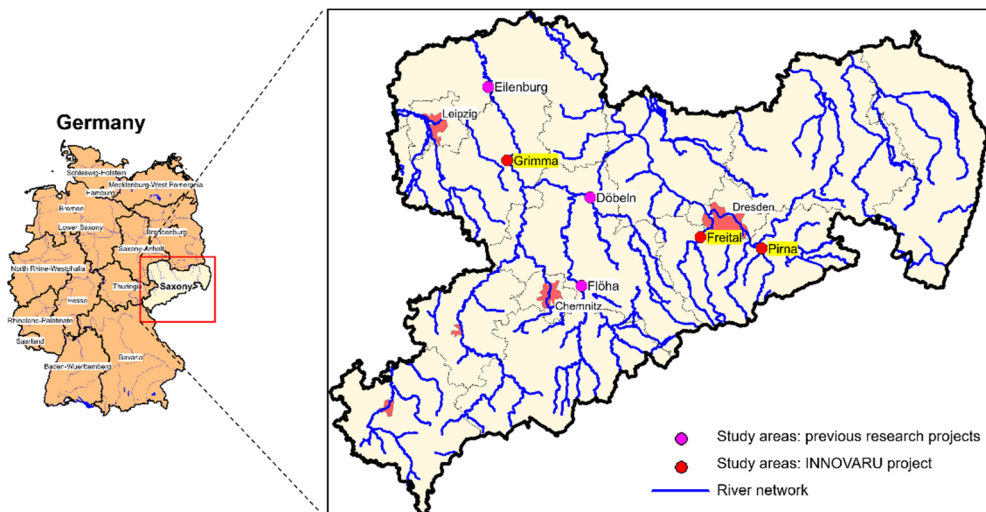 Germany
Schleswig-Holstein
Mecklenburg-West Pomerania
Hamburg
Bremen
Lower Saxony
Brandenburg
Saxony-Anhalt
North Rhine-Westphalia
Thuringia
Saxony
Hesse
Rhineland-Palatinate
Saarland
Bavaria
Baden-Wuerttemberg
Eilenburg
Leipzig
Grimma
Döbeln
Dresden
Freital
Pirna
Flöha
Chemnitz
Study areas: previous research projects
Study areas: INNOVARU project
River network